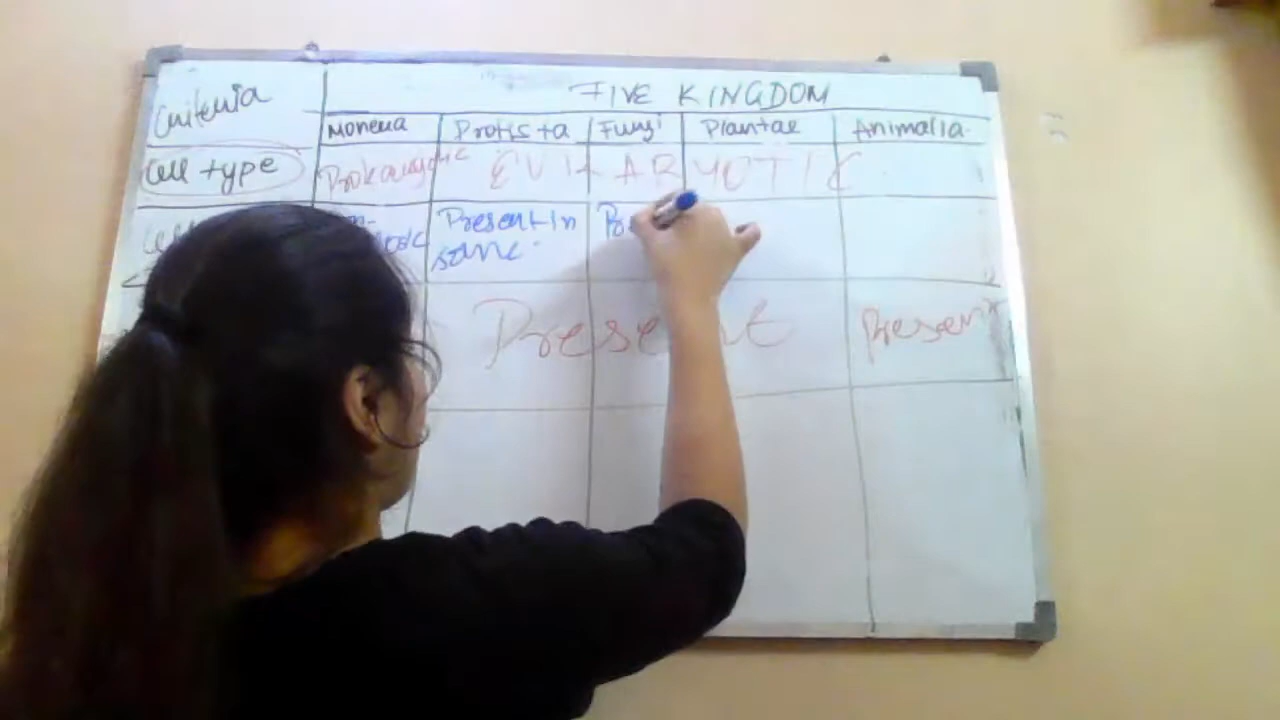 Criteria
FIVE KINGDOM
Monera Protista Fungi Plantae Animalia
Cell type Prokaryotic EUKARYOTIC
Present in
some
Present Present